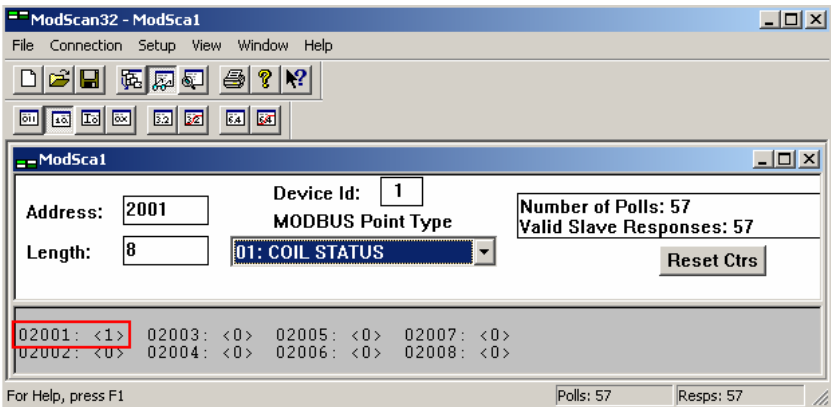 ModScan32 - ModSca1
File Connection Setup View Window Help
ModSca1
Address: 2001
Device Id: 1
MODBUS Point Type
Length: 8
01: COIL STATUS
Number of Polls: 57
Valid Slave Responses: 57
Reset Ctrs
02001: <1> 02003: <0> 02005: <0> 02007: <0>
02002: <0> 02004: <0> 02006: <0> 02008: <0>
For Help, press F1
Polls: 57
Resps: 57